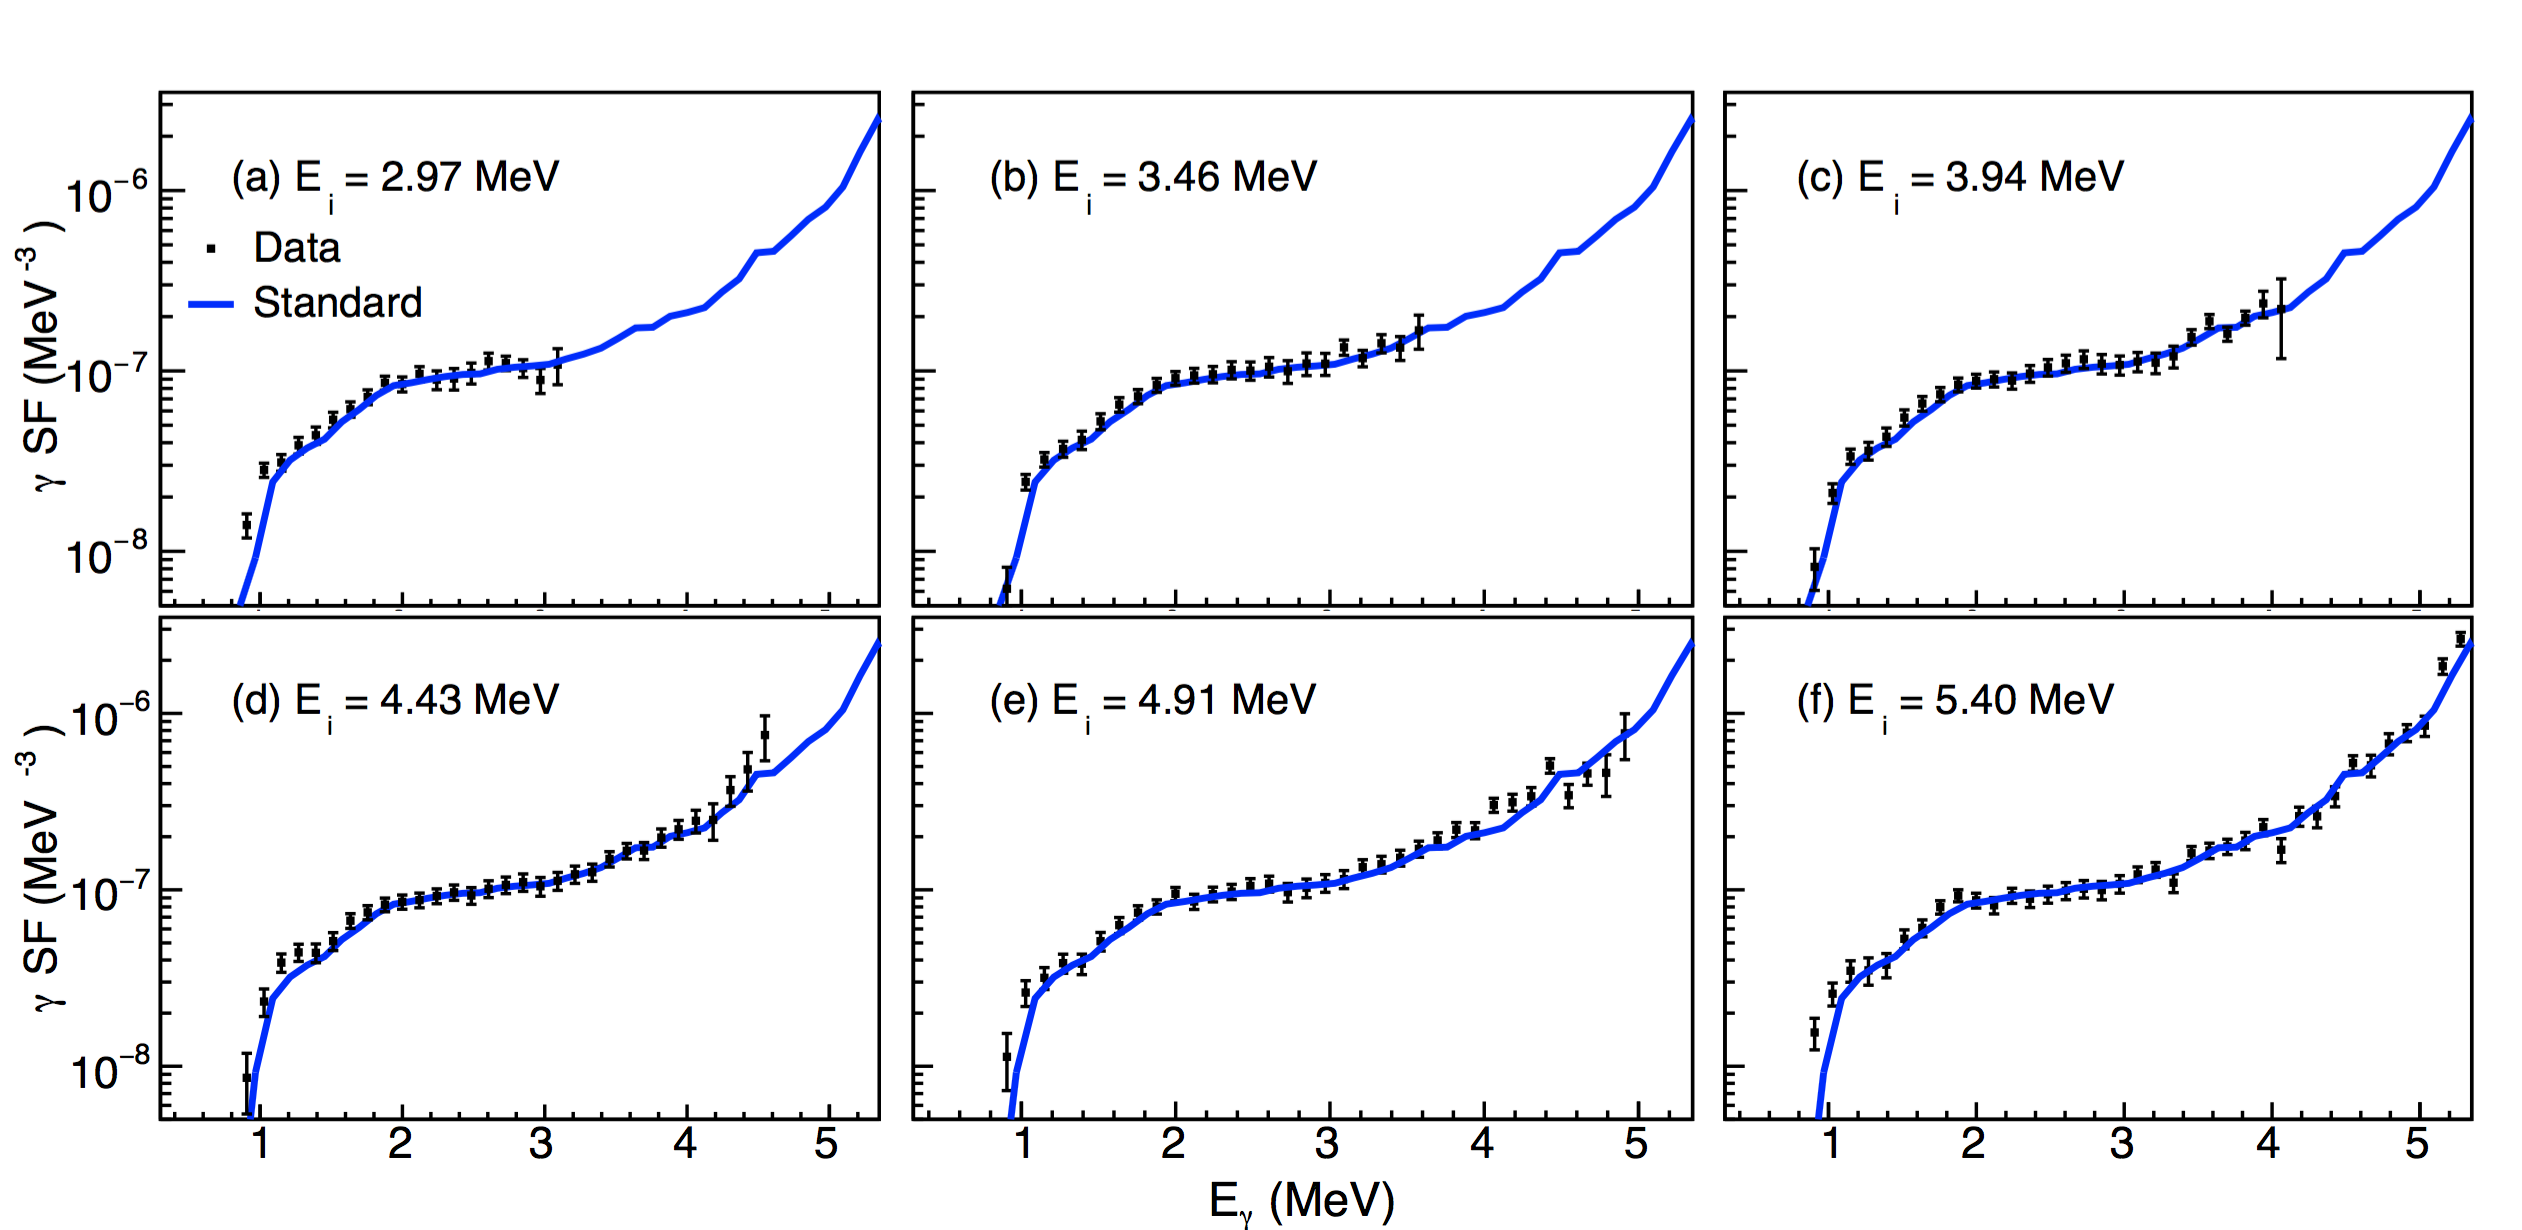 (a) E_i = 2.97 MeV
Data
Standard
(b) E_i = 3.46 MeV
(c) E_i = 3.94 MeV
γ SF (MeV^-3)
10^−6
10^−7
10^−8
(d) E_i = 4.43 MeV
(e) E_i = 4.91 MeV
(f) E_i = 5.40 MeV
γ SF (MeV^-3)
10^−6
10^−7
10^−8
1 2 3 4 5
1 2 3 4 5
1 2 3 4 5
E_γ (MeV)